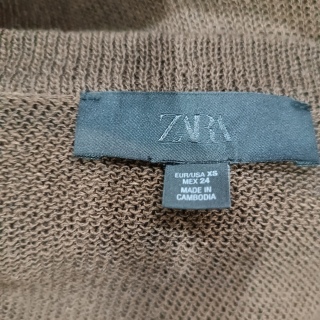 ZARA
EUR/USA XS
MEX 24
MADE IN
CAMBODIA